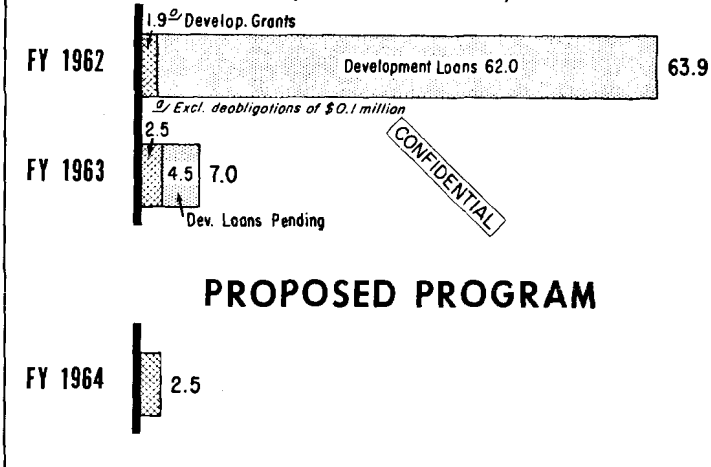 1.9 a/ Develop. Grants
FY 1962
Development Loans 62.0
63.9
a/ Excl. deobligations of $0.1 million
2.5
FY 1963
4.5
7.0
Dev. Loans Pending
CONFIDENTIAL
PROPOSED PROGRAM
FY 1964
2.5